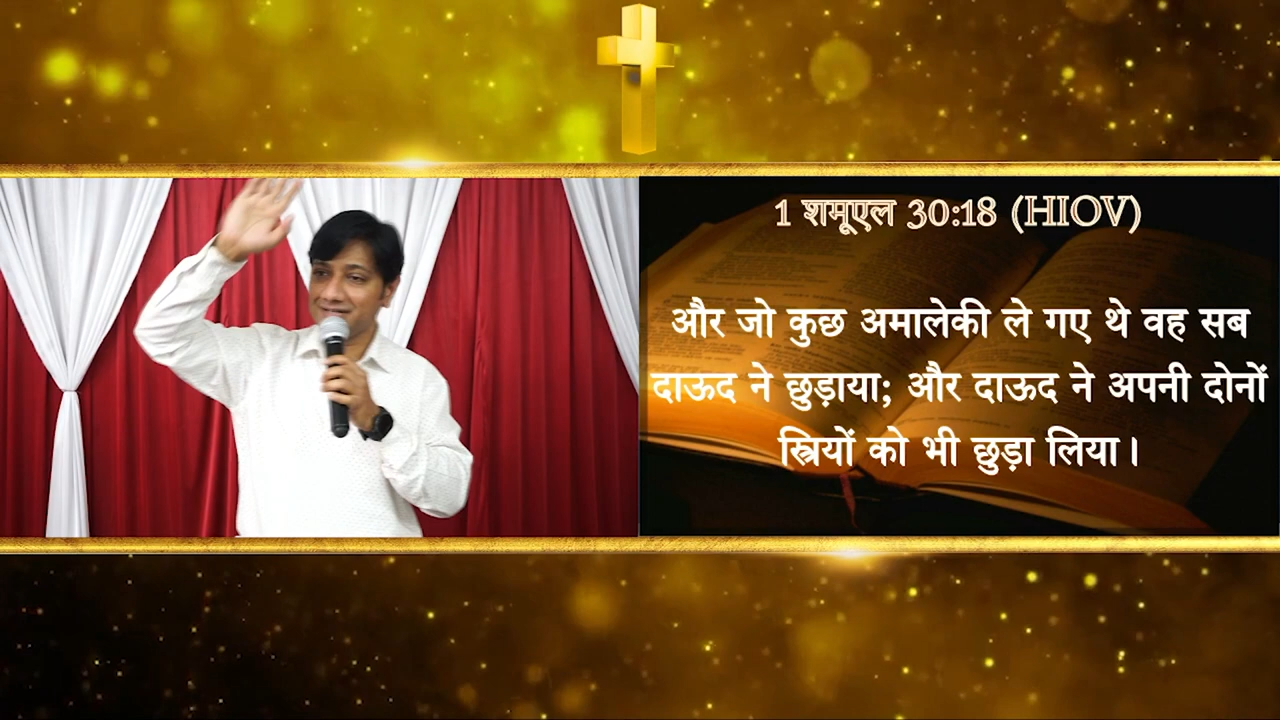 1 शमूएल 30:18 (HIOV)
और जो कुछ अमालेकी ले गए थे वह सब
दाऊद ने छुड़ाया; और दाऊद ने अपनी दोनों
स्त्रियों को भी छुड़ा लिया।